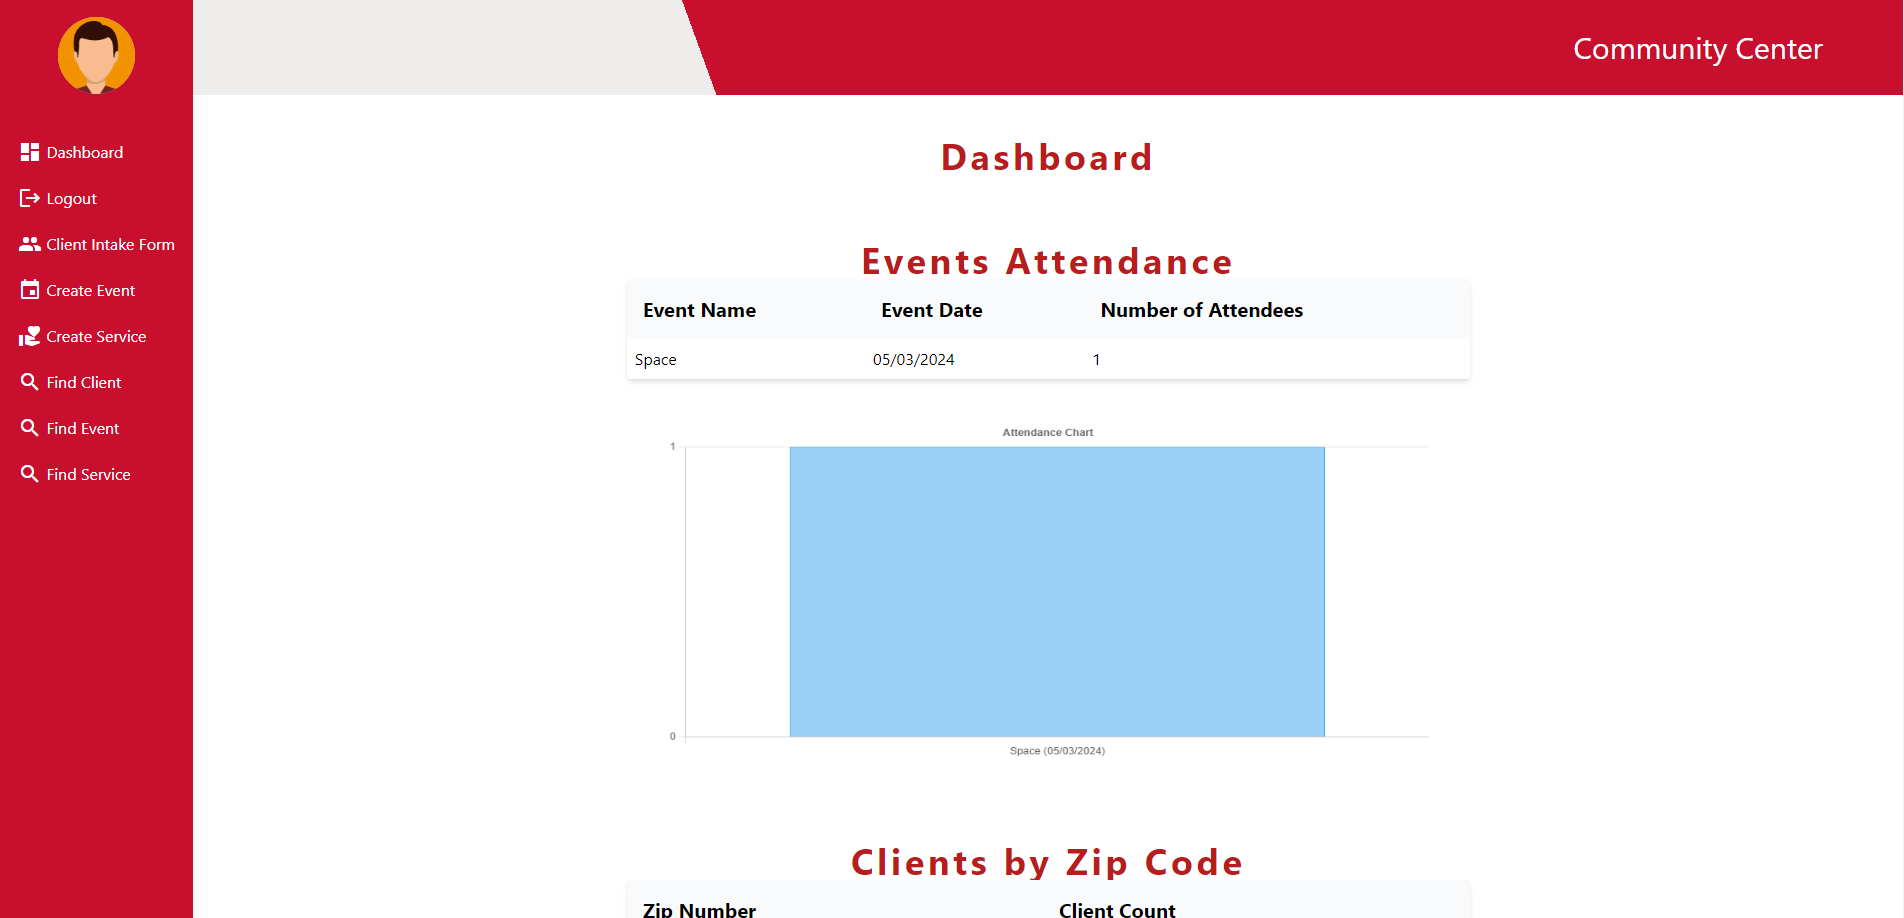 Community Center
Dashboard
Logout
Client Intake Form
Create Event
Create Service
Find Client
Find Event
Find Service
Dashboard
Events Attendance
Event Name Event Date Number of Attendees
Space 05/03/2024 1
Attendance Chart
1
0
Space (05/03/2024)
Clients by Zip Code
Zip Number Client Count